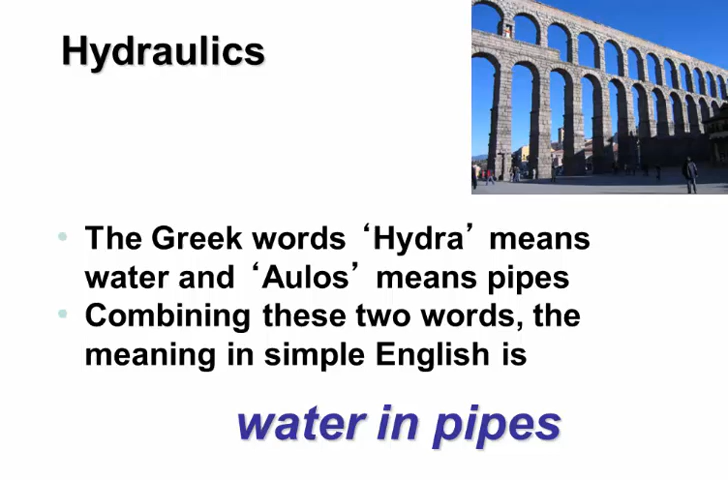 Hydraulics
The Greek words ‘Hydra’ means
water and ‘Aulos’ means pipes
Combining these two words, the
meaning in simple English is
water in pipes